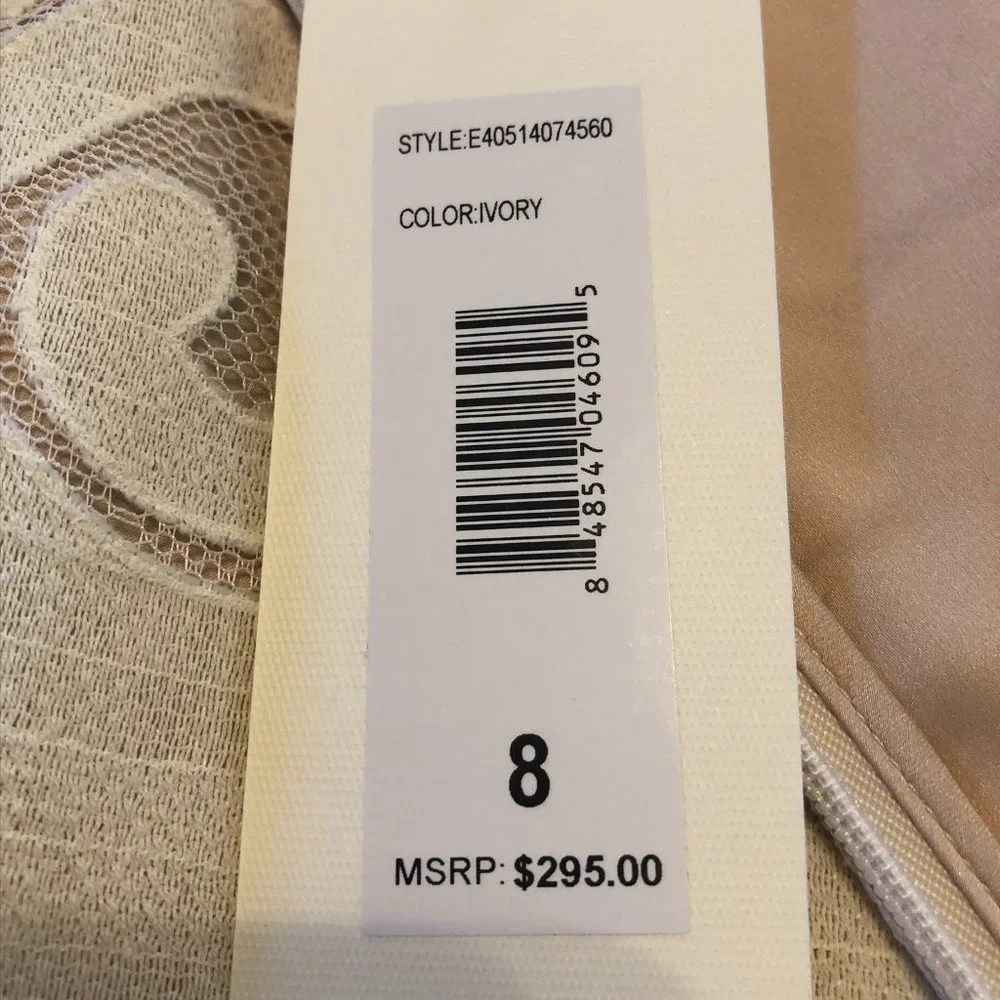 STYLE:E40514074560
COLOR:IVORY
8 48547 04609 5
8
MSRP: $295.00